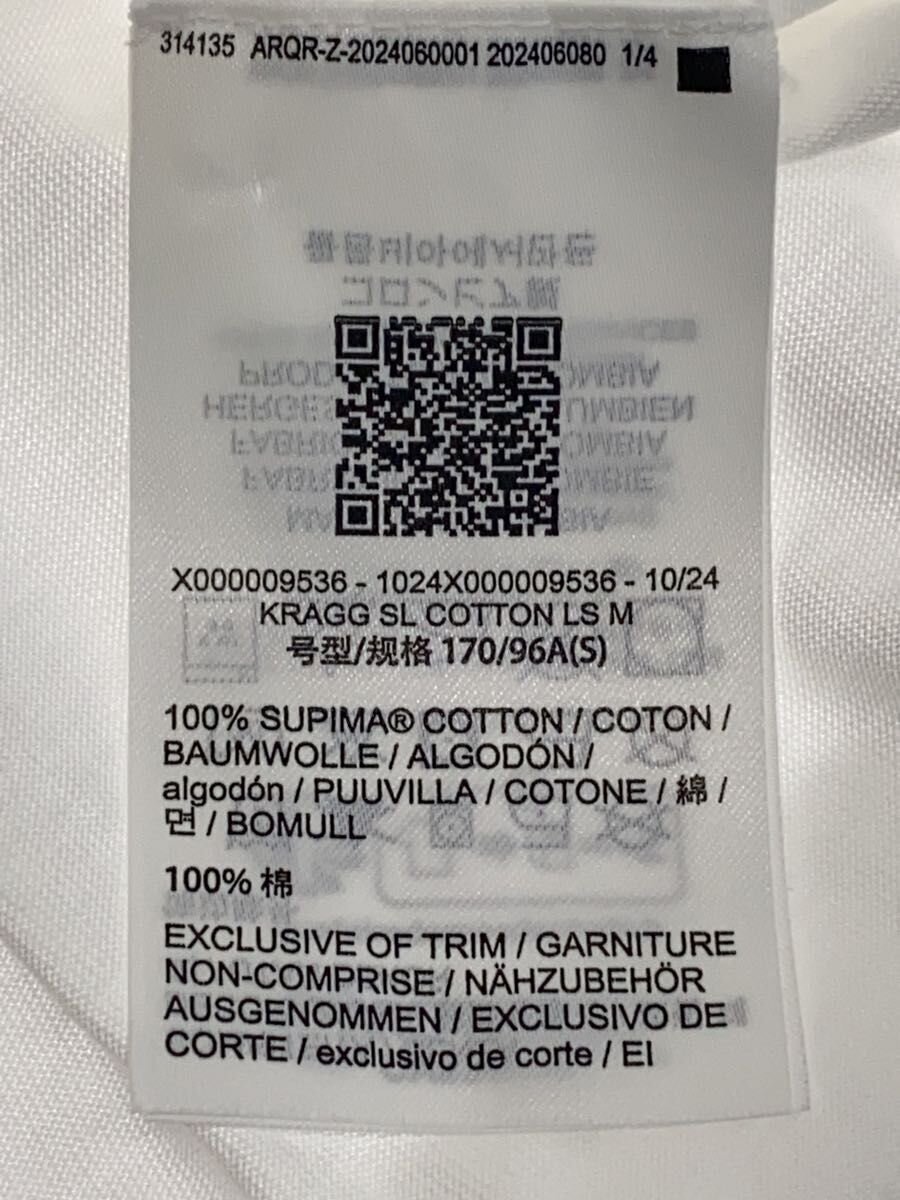 314135 ARQR-Z-2024060001 202406080 1/4
X000009536 - 1024X000009536 - 10/24
KRAGG SL COTTON LS M
号型/规格 170/96A(S)
100% SUPIMA® COTTON / COTON /
BAUMWOLLE / ALGODÓN /
algodón / PUUVILLA / COTONE / 綿 /
면 / BOMULL
100% 棉
EXCLUSIVE OF TRIM / GARNITURE
NON-COMPRISE / NÄHZUBEHÖR
AUSGENOMMEN / EXCLUSIVO DE
CORTE / exclusivo de corte / EI